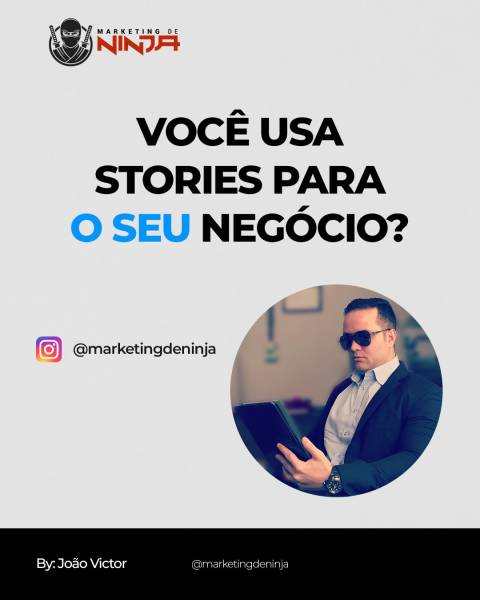 MARKETING DE
NINJA
VOCÊ USA
STORIES PARA
O SEU NEGÓCIO?
@marketingdeninja
By: João Victor
@marketingdeninja